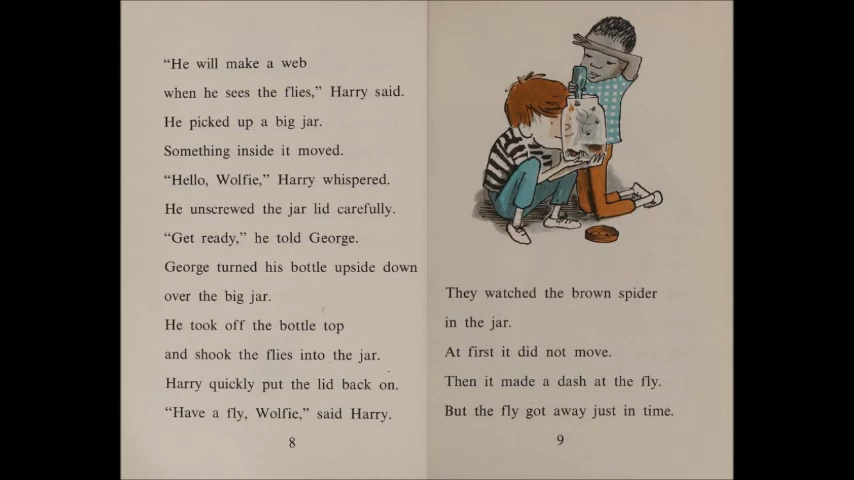 “He will make a web
when he sees the flies,” Harry said.
He picked up a big jar.
Something inside it moved.
“Hello, Wolfie,” Harry whispered.
He unscrewed the jar lid carefully.
“Get ready,” he told George.
George turned his bottle upside down
over the big jar.
He took off the bottle top
and shook the flies into the jar.
Harry quickly put the lid back on.
“Have a fly, Wolfie,” said Harry.
8
They watched the brown spider
in the jar.
At first it did not move.
Then it made a dash at the fly.
But the fly got away just in time.
9